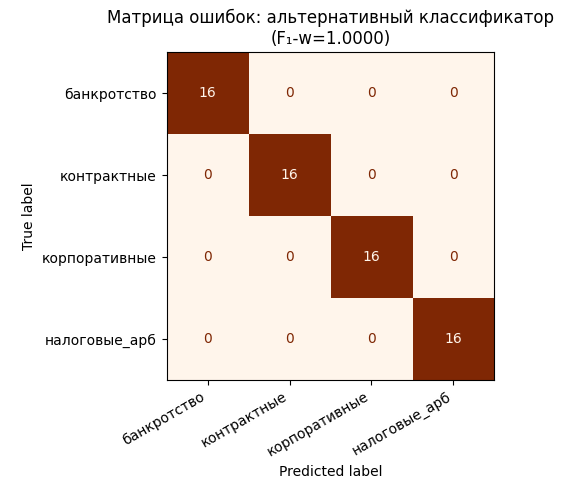 Матрица ошибок: альтернативный классификатор
(F₁-w=1.0000)
банкротство 16 0 0 0
контрактные 0 16 0 0
корпоративные 0 0 16 0
налоговые_арб 0 0 0 16
True label
банкротство контрактные корпоративные налоговые_арб
Predicted label